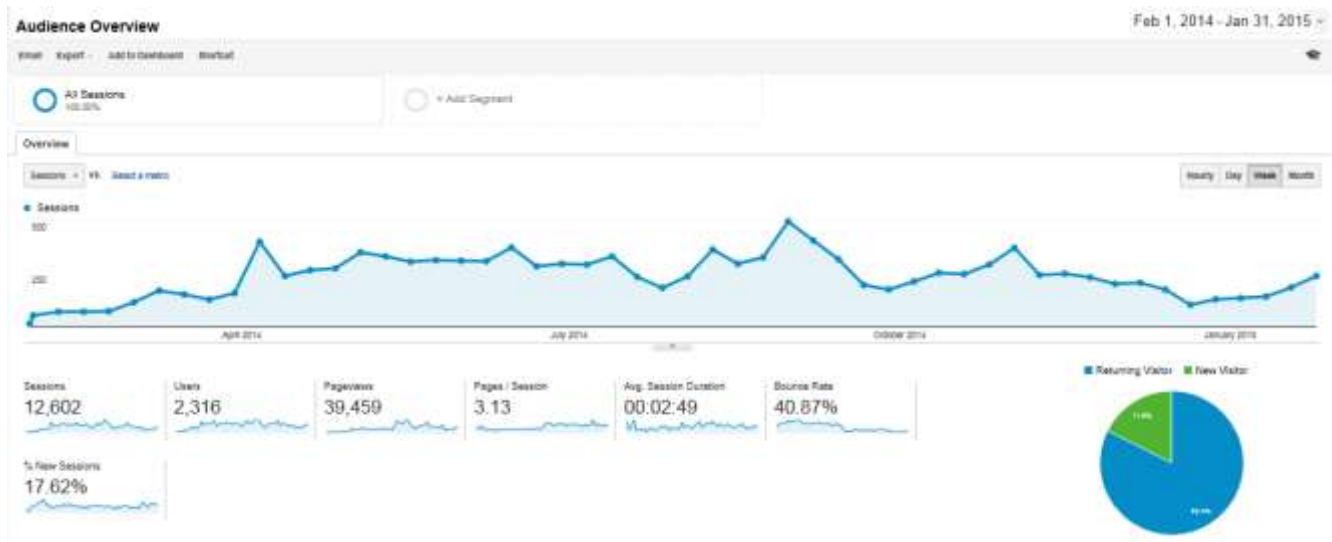 Audience Overview
Feb 1, 2014 - Jan 31, 2015
Email Export Add to Dashboard Shortcut
All Sessions
100.00%
+ Add Segment
Overview
Sessions VS. Select a metric
Hourly Day Week Month
Sessions
500
250
April 2014 July 2014 October 2014 January 2015
Returning Visitor New Visitor
Sessions
12,602
Users
2,316
Pageviews
39,459
Pages / Session
3.13
Avg. Session Duration
00:02:49
Bounce Rate
40.87%
% New Sessions
17.62%